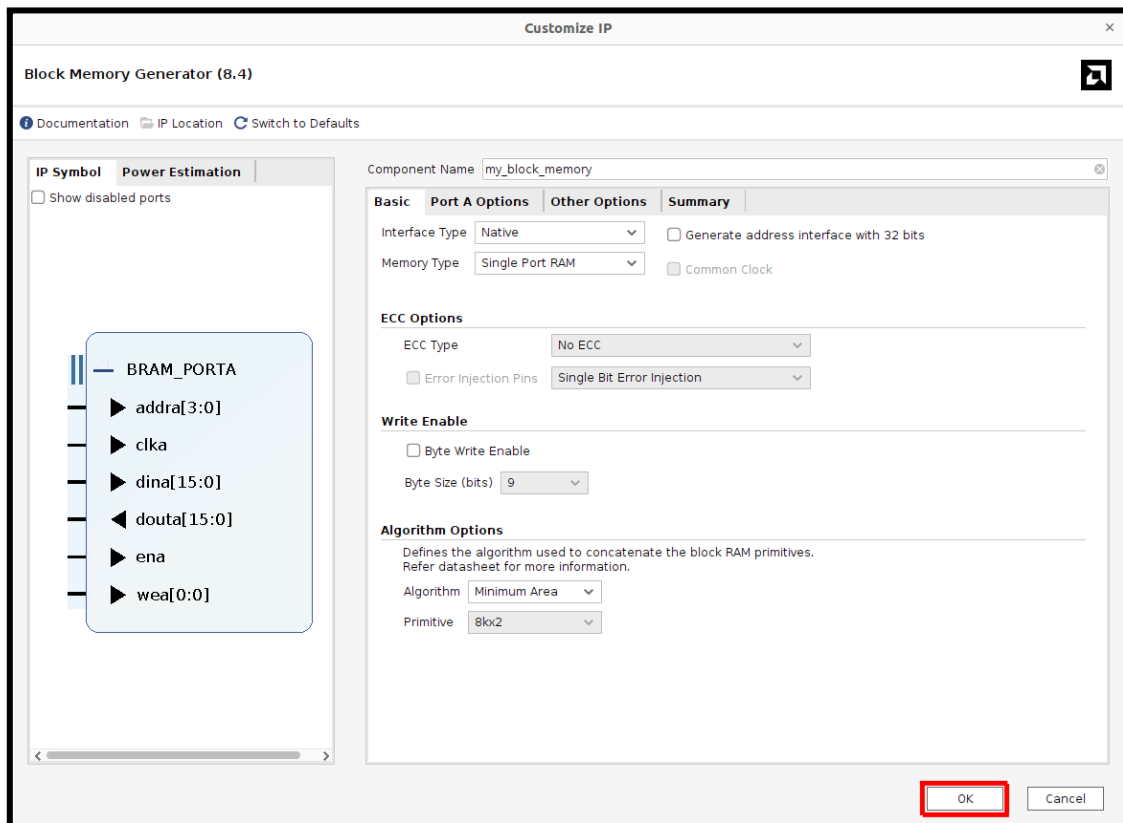 Customize IP
Block Memory Generator (8.4)
Documentation IP Location Switch to Defaults
IP Symbol Power Estimation
Show disabled ports
BRAM_PORTA
addra[3:0]
clka
dina[15:0]
douta[15:0]
ena
wea[0:0]
Component Name my_block_memory
Basic Port A Options Other Options Summary
Interface Type Native Generate address interface with 32 bits
Memory Type Single Port RAM Common Clock
ECC Options
ECC Type No ECC
Error Injection Pins Single Bit Error Injection
Write Enable
Byte Write Enable
Byte Size (bits) 9
Algorithm Options
Defines the algorithm used to concatenate the block RAM primitives.
Refer datasheet for more information.
Algorithm Minimum Area
Primitive 8kx2
OK Cancel